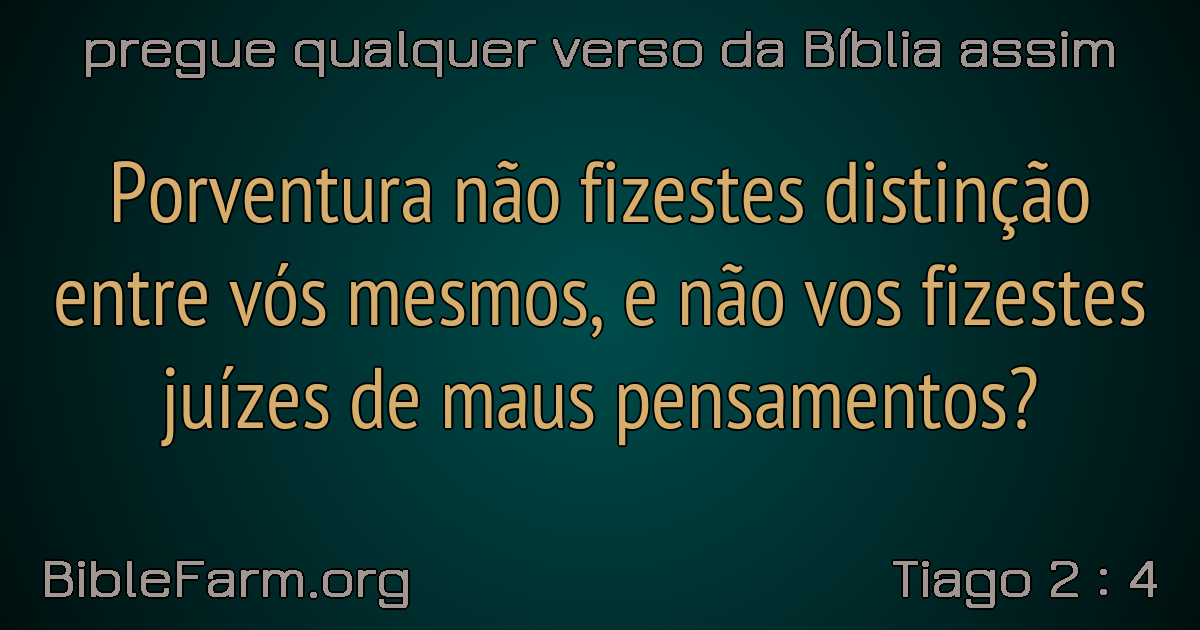 pregue qualquer verso da Bíblia assim
Porventura não fizestes distinção
entre vós mesmos, e não vos fizestes
juízes de maus pensamentos?
BibleFarm.org
Tiago 2 : 4